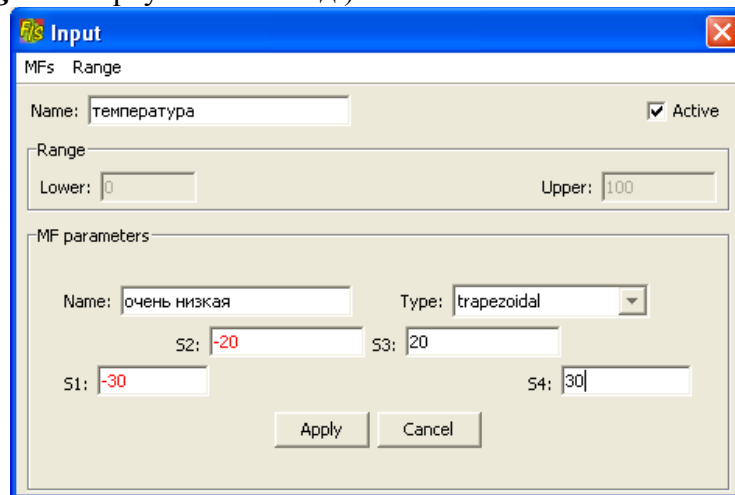 Fis Input
MFs Range
Name: температура Active
Range
Lower: 0 Upper: 100
MF parameters
Name: очень низкая Type: trapezoidal
S2: -20 S3: 20
S1: -30 S4: 30
Apply Cancel